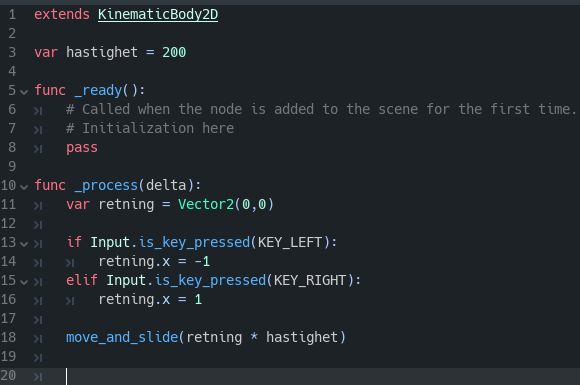 1 extends KinematicBody2D
2
3 var hastighet = 200
4
5 func _ready():
6 # Called when the node is added to the scene for the first time.
7 # Initialization here
8 pass
9
10 func _process(delta):
11 var retning = Vector2(0,0)
12
13 if Input.is_key_pressed(KEY_LEFT):
14 retning.x = -1
15 elif Input.is_key_pressed(KEY_RIGHT):
16 retning.x = 1
17
18 move_and_slide(retning * hastighet)
19
20